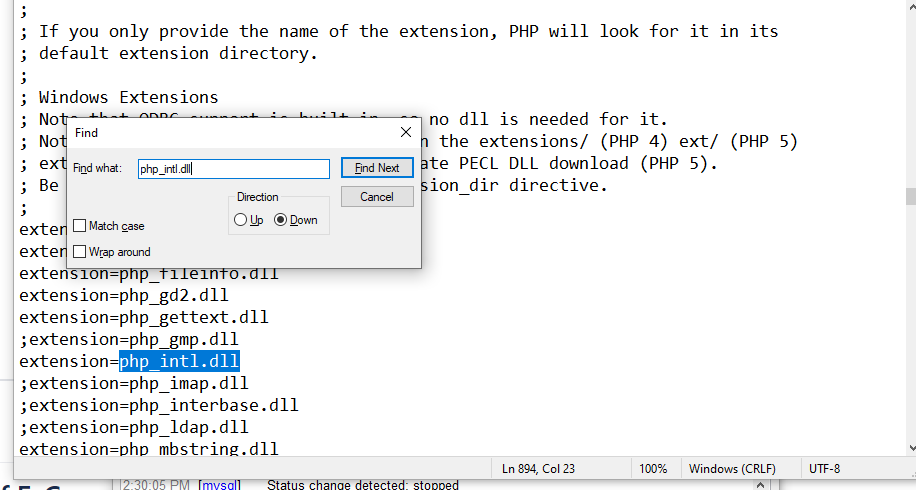 ;
; If you only provide the name of the extension, PHP will look for it in its
; default extension directory.
;
; Windows Extensions
; Note that ODBC support is built in, so no dll is needed for it.
; Not n the extensions/ (PHP 4) ext/ (PHP 5)
; ext ate PECL DLL download (PHP 5).
; Be sion_dir directive.
;
Find
Find what:
php_intl.dll
Find Next
Cancel
Direction
Up
Down
Match case
Wrap around
exten
exten
extension=php_fileinfo.dll
extension=php_gd2.dll
extension=php_gettext.dll
;extension=php_gmp.dll
extension=php_intl.dll
;extension=php_imap.dll
;extension=php_interbase.dll
;extension=php_ldap.dll
extension=php_mbstring.dll
Ln 894, Col 23
100%
Windows (CRLF)
UTF-8
2:30:05 PM [mysql] Status change detected: stopped